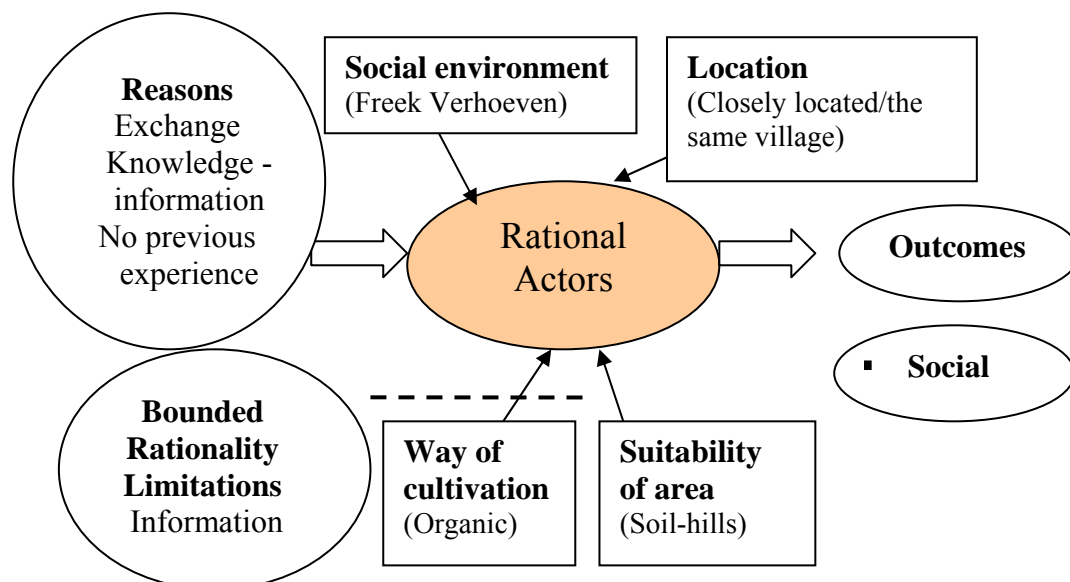 Reasons
Exchange
Knowledge -
information
No previous
experience
Social environment
(Freek Verhoeven)
Location
(Closely located/the
same village)
Rational
Actors
Outcomes
▪ Social
Bounded
Rationality
Limitations
Information
Way of
cultivation
(Organic)
Suitability
of area
(Soil-hills)